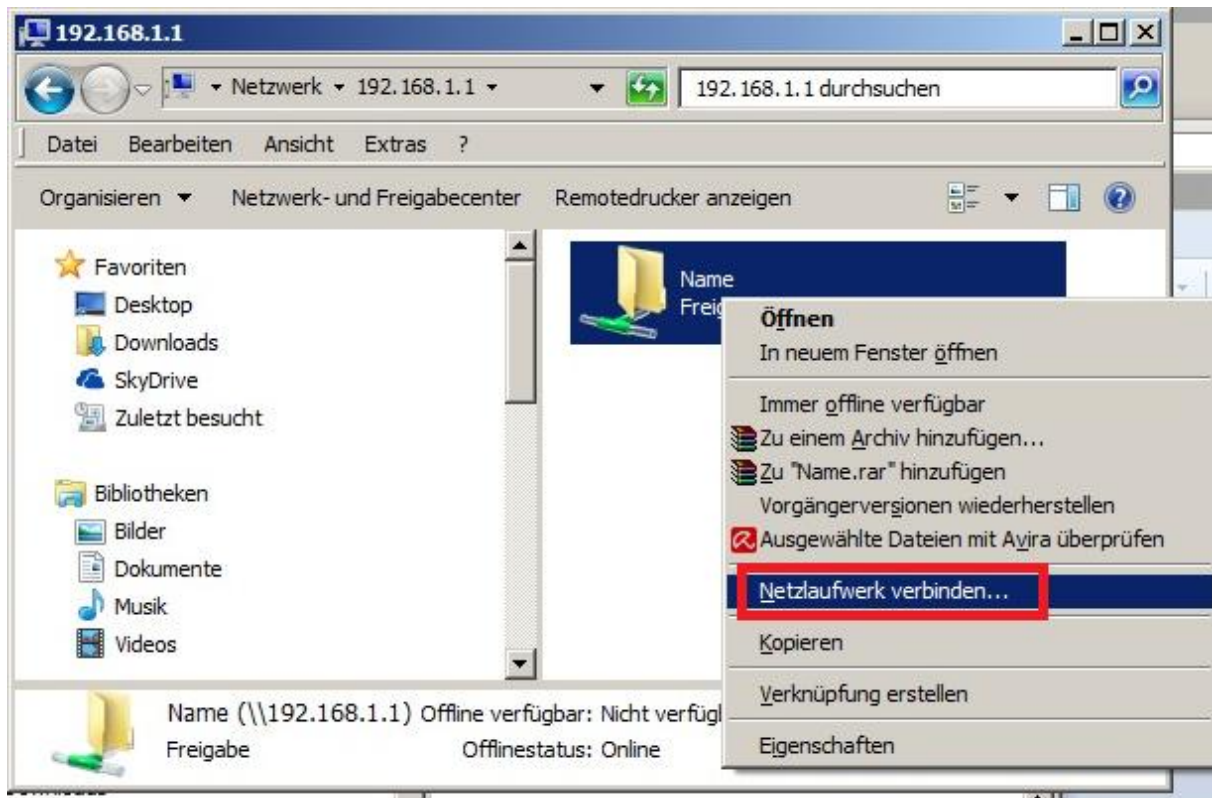 192.168.1.1
Netzwerk 192.168.1.1
192.168.1.1 durchsuchen
Datei Bearbeiten Ansicht Extras ?
Organisieren Netzwerk- und Freigabecenter Remotedrucker anzeigen
Favoriten
Desktop
Downloads
SkyDrive
Zuletzt besucht
Bibliotheken
Bilder
Dokumente
Musik
Videos
Name
Öffnen
In neuem Fenster öffnen
Immer offline verfügbar
Zu einem Archiv hinzufügen...
Zu "Name.rar" hinzufügen
Vorgängerversionen wiederherstellen
Ausgewählte Dateien mit Avira überprüfen
Netzlaufwerk verbinden...
Kopieren
Verknüpfung erstellen
Eigenschaften
Name (\\192.168.1.1) Offline verfügbar: Nicht
Freigabe Offlinestatus: Online